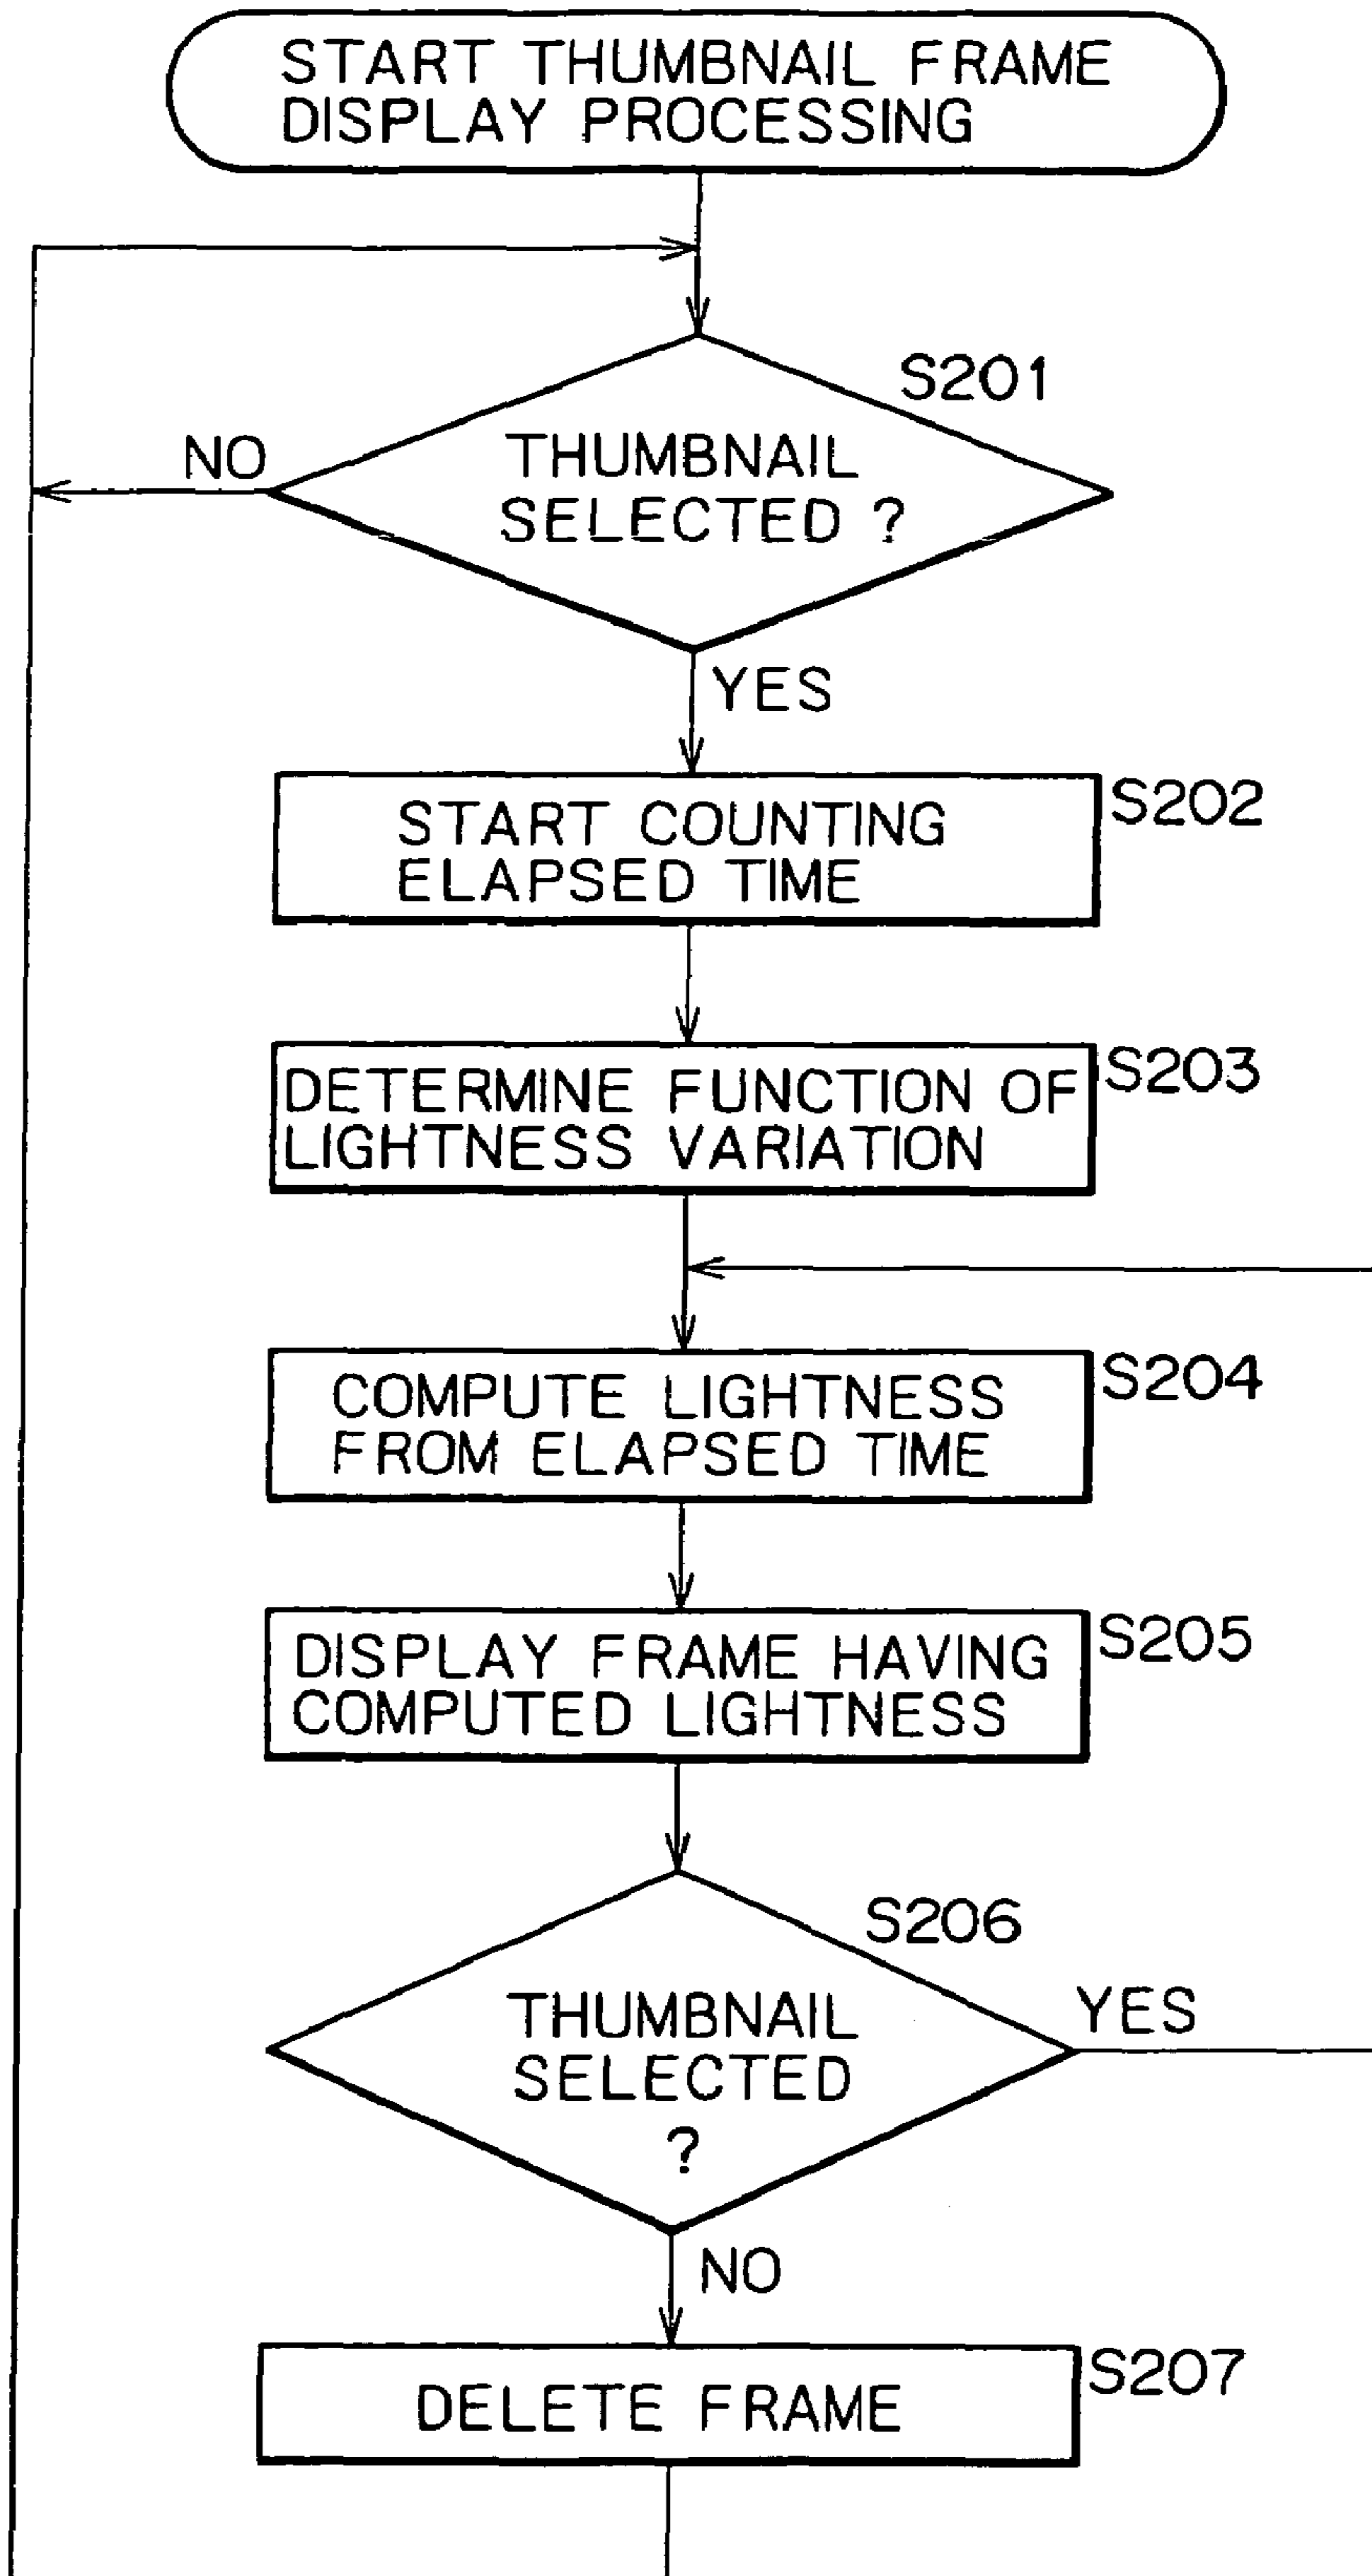 START THUMBNAIL FRAME
DISPLAY PROCESSING
S201
NO
THUMBNAIL
SELECTED ?
YES
S202
START COUNTING
ELAPSED TIME
S203
DETERMINE FUNCTION OF
LIGHTNESS VARIATION
S204
COMPUTE LIGHTNESS
FROM ELAPSED TIME
S205
DISPLAY FRAME HAVING
COMPUTED LIGHTNESS
S206
YES
THUMBNAIL
SELECTED
?
NO
S207
DELETE FRAME